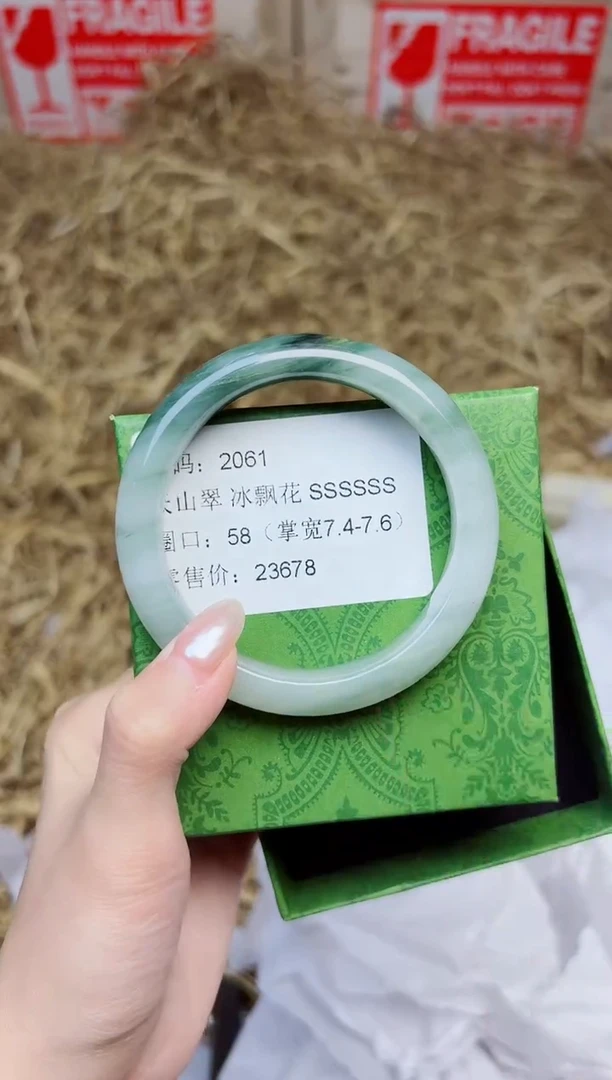 FRAGILE
FRAGILE
码：2061
山翠 冰飘花 SSSSSS
圈口：58（掌宽7.4-7.6）
售价：23678